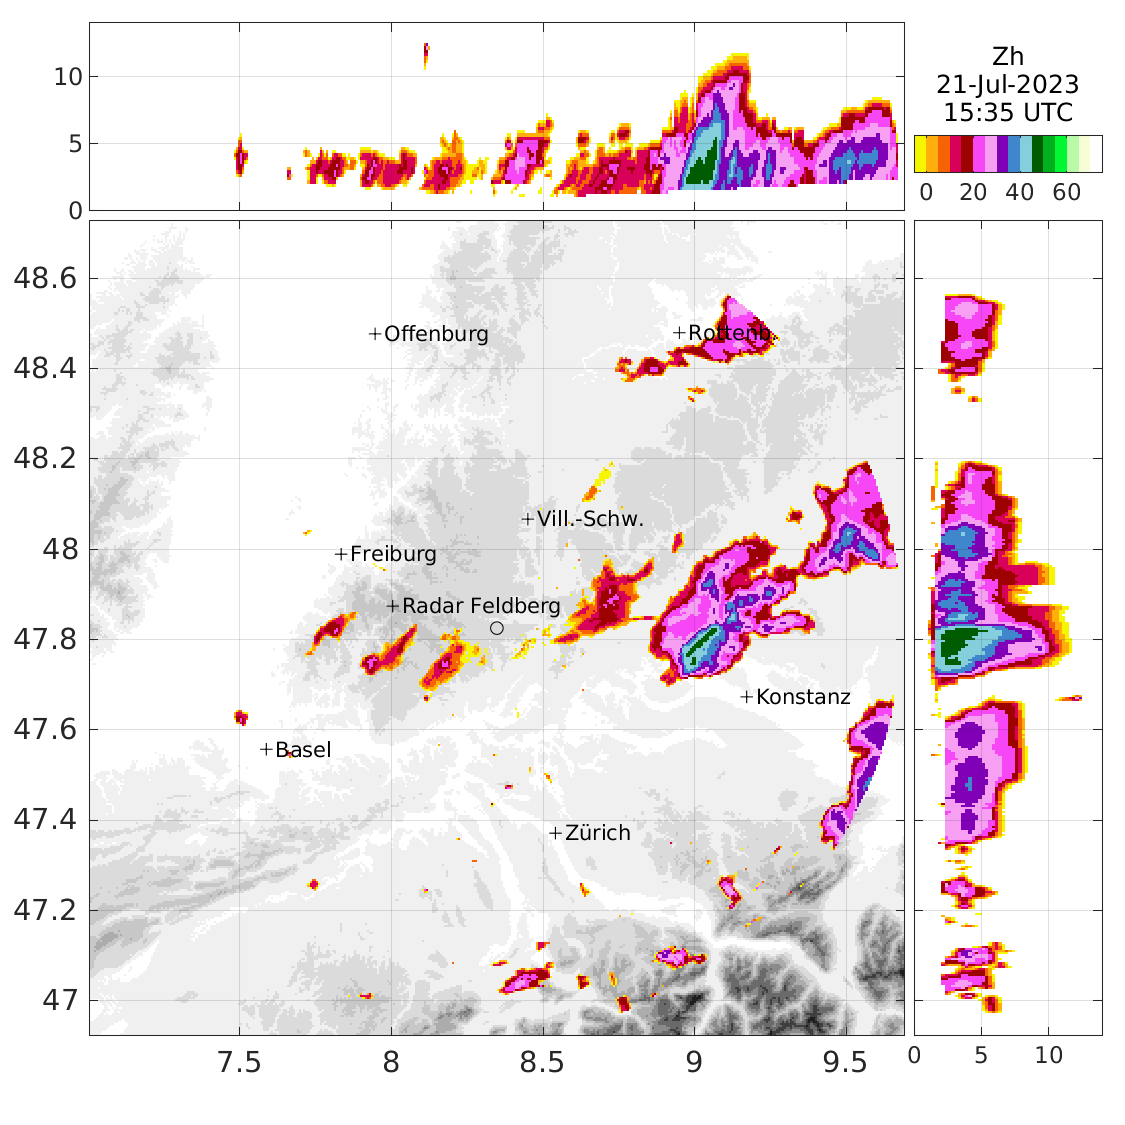 Zh
21-Jul-2023
15:35 UTC
10
5
0
0 20 40 60
48.6
48.4
48.2
48
47.8
47.6
47.4
47.2
47
+Offenburg
+Rottenb.
+Vill.-Schw.
+Freiburg
+Radar Feldberg
+Konstanz
+Basel
+Zürich
7.5 8 8.5 9 9.5
0 5 10